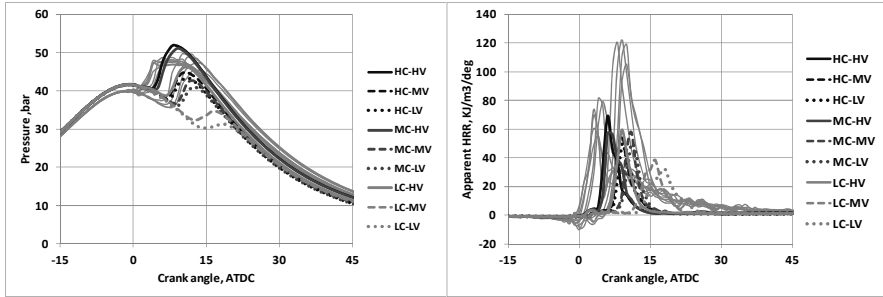 60
50
40
30
20
10
0
-15 0 15 30 45
Pressure ,bar
Crank angle, ATDC
HC-HV
HC-MV
HC-LV
MC-HV
MC-MV
MC-LV
LC-HV
LC-MV
LC-LV
140
120
100
80
60
40
20
0
-20
-15 0 15 30 45
Apparent HRR, KJ/m3/deg
Crank angle, ATDC
HC-HV
HC-MV
HC-LV
MC-HV
MC-MV
MC-LV
LC-HV
LC-MV
LC-LV